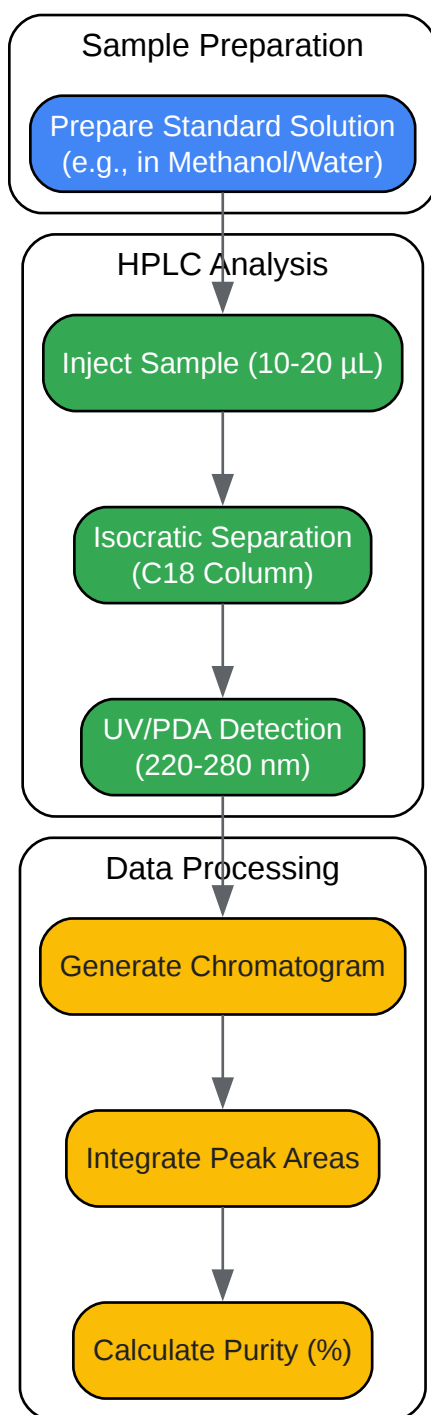 Sample Preparation
Prepare Standard Solution
(e.g., in Methanol/Water)
HPLC Analysis
Inject Sample (10-20 µL)
Isocratic Separation
(C18 Column)
UV/PDA Detection
(220-280 nm)
Data Processing
Generate Chromatogram
Integrate Peak Areas
Calculate Purity (%)